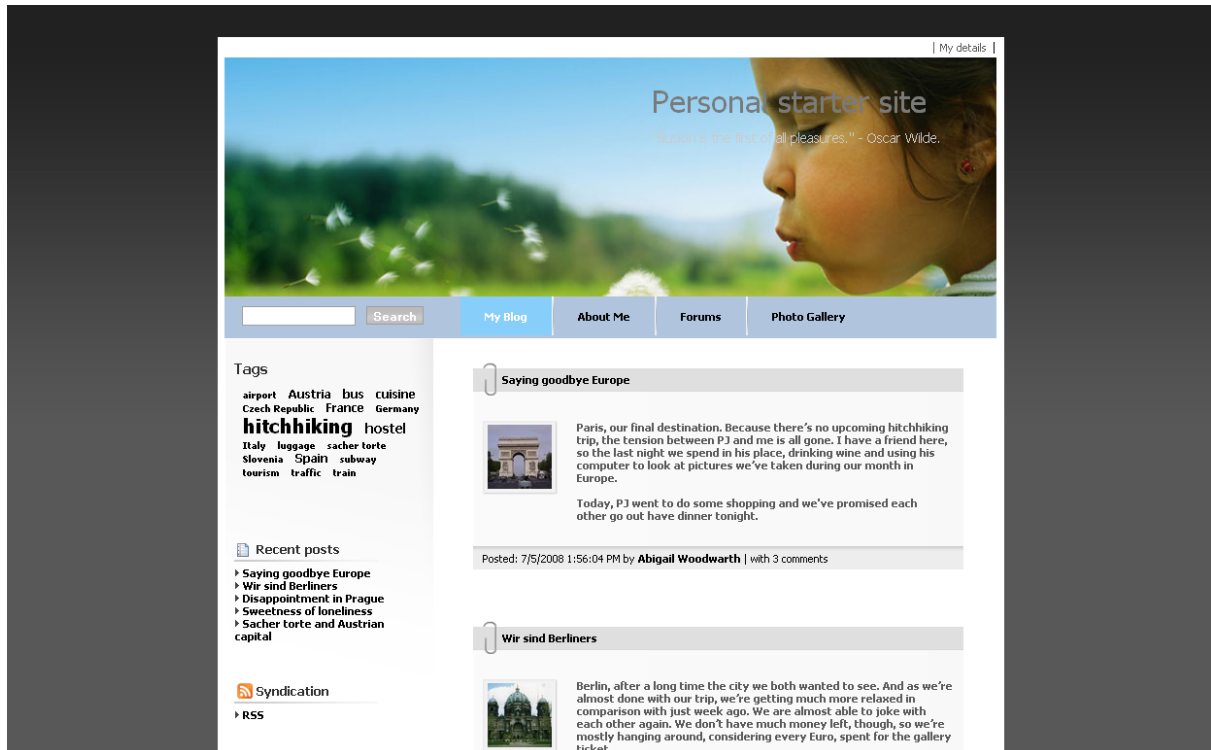 | My details |
Personal starter site
all pleasures." - Oscar Wilde.
Search
My Blog
About Me
Forums
Photo Gallery
Tags
airport Austria bus cuisine
Czech Republic France Germany
hitchhiking hostel
Italy luggage sacher torte
Slovenia Spain subway
tourism traffic train
Recent posts
Saying goodbye Europe
Wir sind Berliners
Disappointment in Prague
Sweetness of loneliness
Sacher torte and Austrian
capital
Syndication
RSS
Saying goodbye Europe
Paris, our final destination. Because there's no upcoming hitchhiking
trip, the tension between PJ and me is all gone. I have a friend here,
so the last night we spend in his place, drinking wine and using his
computer to look at pictures we've taken during our month in
Europe.
Today, PJ went to do some shopping and we've promised each
other go out have dinner tonight.
Posted: 7/5/2008 1:56:04 PM by Abigail Woodwarth | with 3 comments
Wir sind Berliners
Berlin, after a long time the city we both wanted to see. And as we're
almost done with our trip, we're getting much more relaxed in
comparison with just week ago. We are almost able to joke with
each other again. We don't have much money left, though, so we're
mostly hanging around, considering every Euro, spent for the gallery
ticket